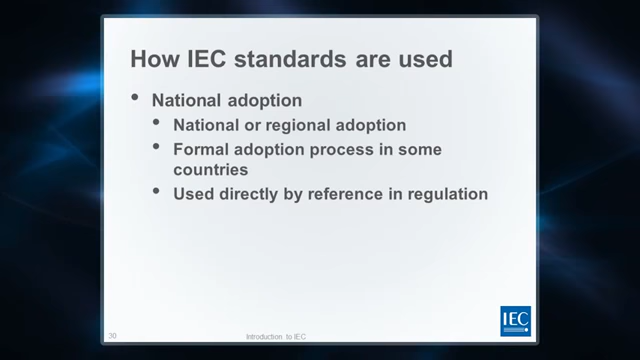 How IEC standards are used
• National adoption
• National or regional adoption
• Formal adoption process in some
countries
• Used directly by reference in regulation
30
Introduction to IEC
IEC